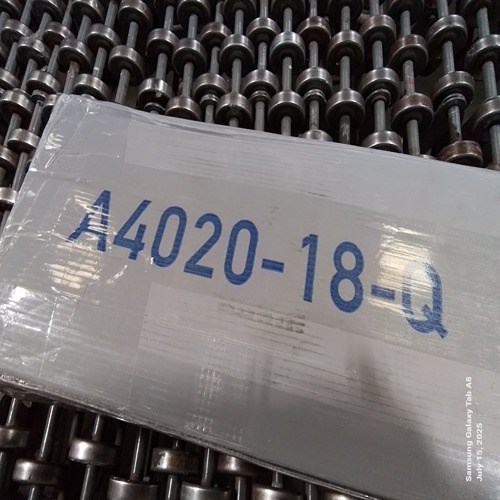 A4020-18-Q
Samsung Galaxy Tab A8
July 15, 2025